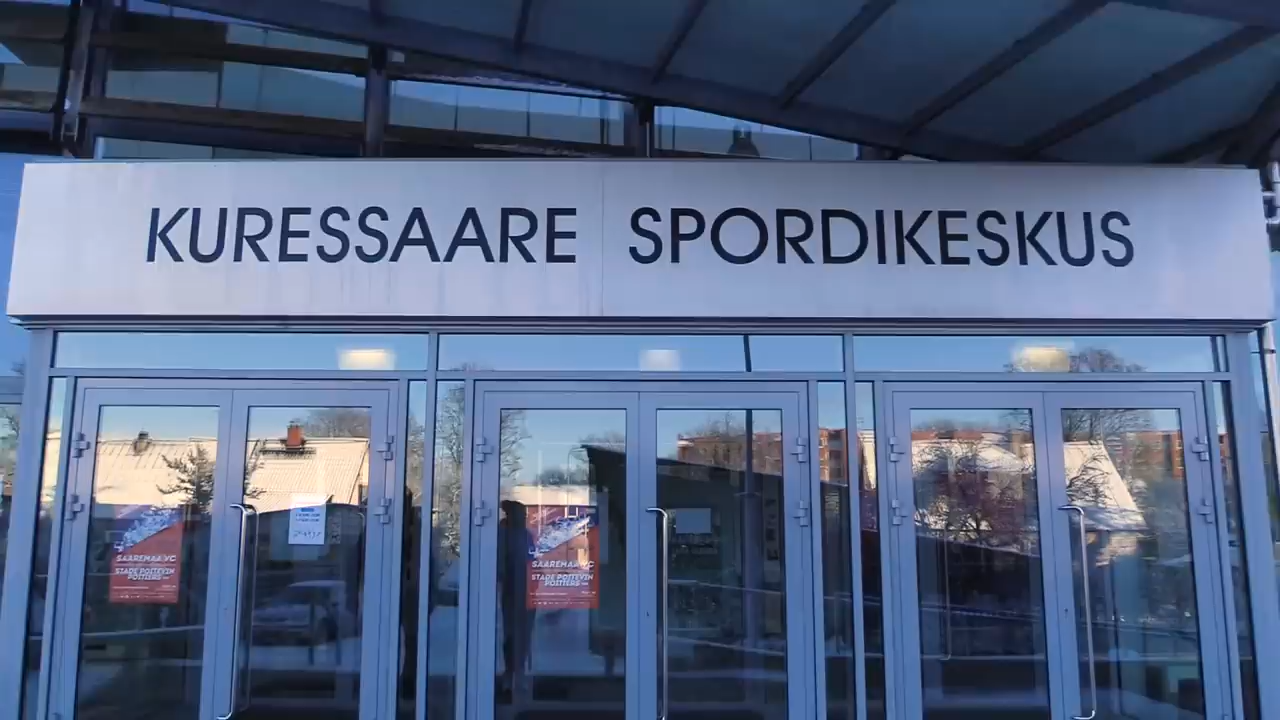 KURESSAARE SPORDIKESKUS
SAAREMAA VC
STADE POITEVIN
POITIERS
SAAREMAA VC
STADE POITEVIN
POITIERS